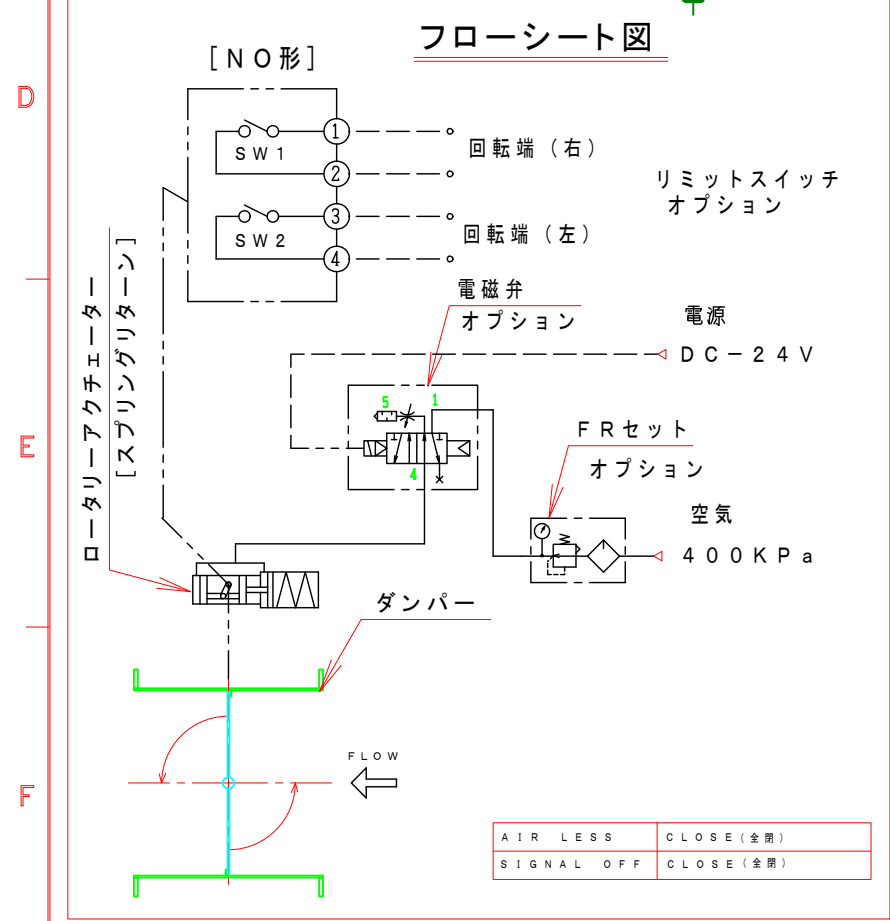 フローシート図
[NO形]
D
1
SW1
2
回転端(右)
リミットスイッチ
オプション
3
SW2
4
回転端(左)
ロータリーアクチェーター
[スプリングリターン]
電磁弁
オプション
電源
DC-24V
5
1
4
E
FRセット
オプション
空気
400KPa
ダンパー
FLOW
F
AIR LESS CLOSE(全閉)
SIGNAL OFF CLOSE(全閉)